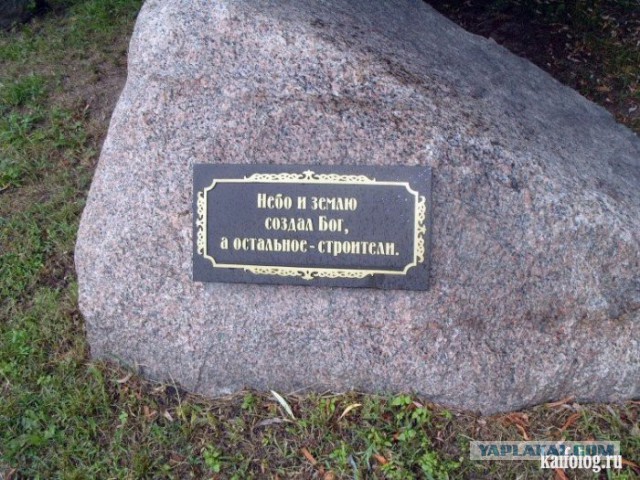 Небо и землю
создал Бог,
а остальное - строители.
YAPLAKAL.COM
kaifolog.ru